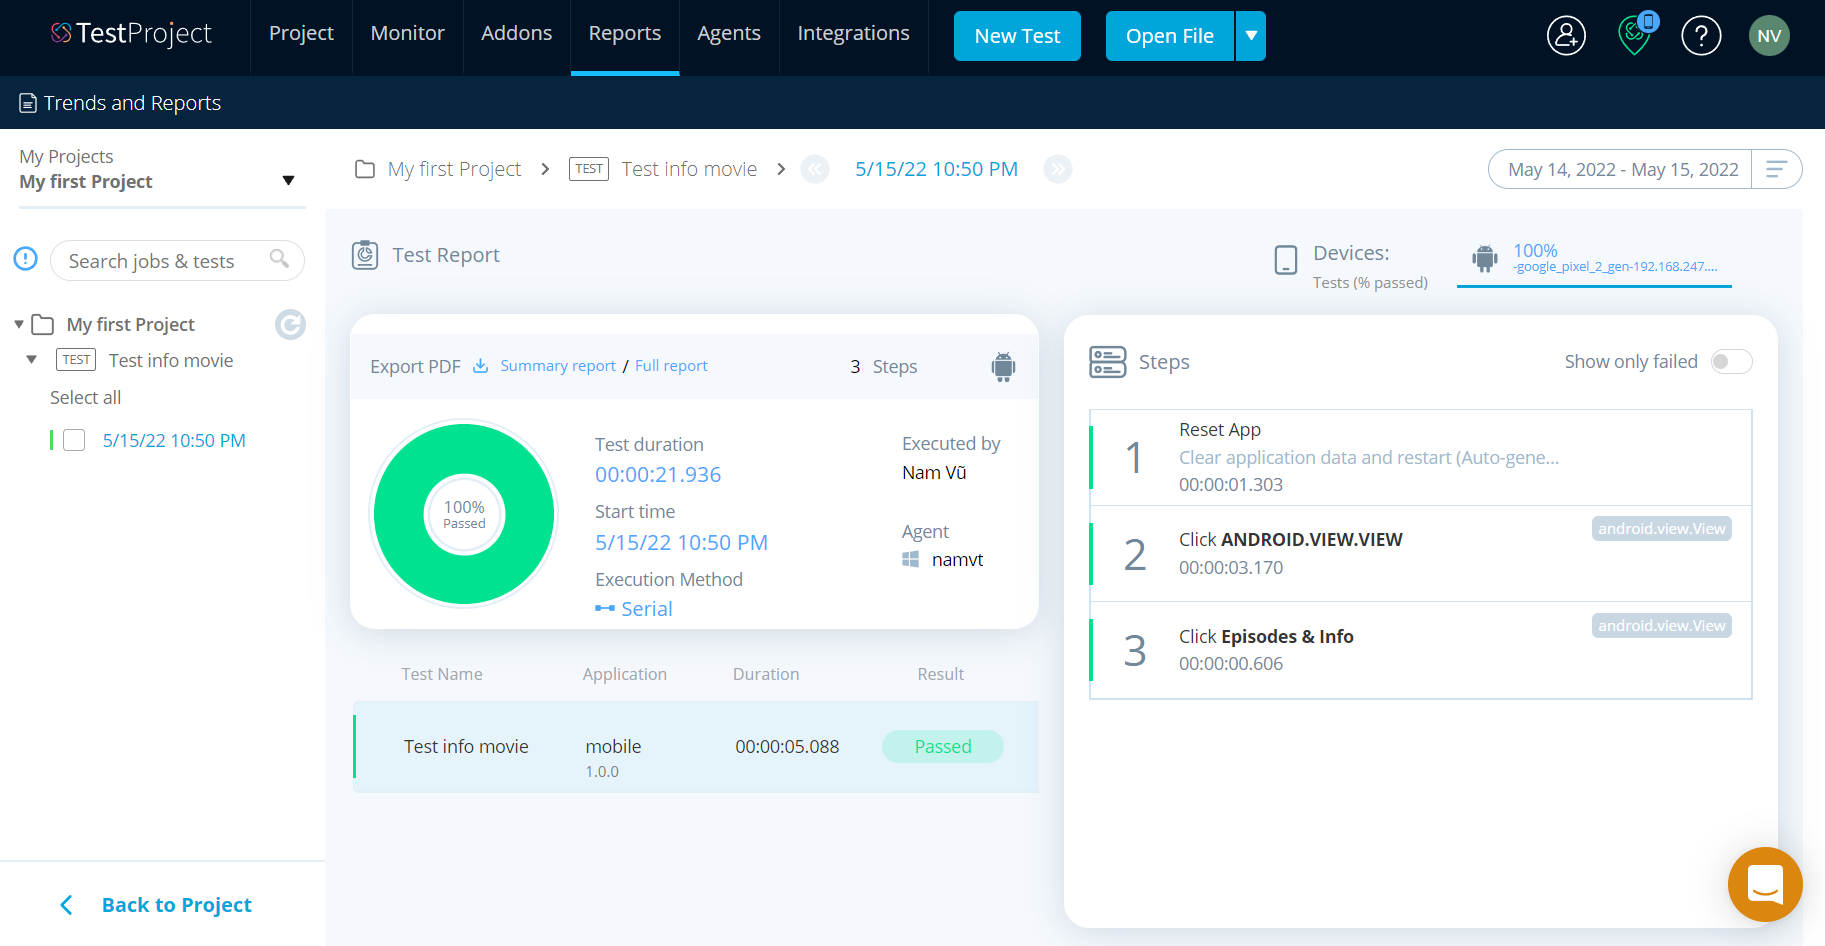 TestProject
Project
Monitor
Addons
Reports
Agents
Integrations
New Test
Open File
?
NV
Trends and Reports
My Projects
My first Project
My first Project
TEST
Test info movie
5/15/22 10:50 PM
May 14, 2022 - May 15, 2022
Search jobs & tests
My first Project
TEST
Test info movie
Select all
5/15/22 10:50 PM
Back to Project
Test Report
Devices:
Tests (% passed)
100%
-google_pixel_2_gen-192.168.247....
Export PDF
Summary report / Full report
3 Steps
100%
Passed
Test duration
00:00:21.936
Start time
5/15/22 10:50 PM
Execution Method
Serial
Executed by
Nam Vũ
Agent
namvt
Test Name
Application
Duration
Result
Test info movie
mobile
1.0.0
00:00:05.088
Passed
Steps
Show only failed
1
Reset App
Clear application data and restart (Auto-gene...
00:00:01.303
2
Click ANDROID.VIEW.VIEW
00:00:03.170
android.view.View
3
Click Episodes & Info
00:00:00.606
android.view.View